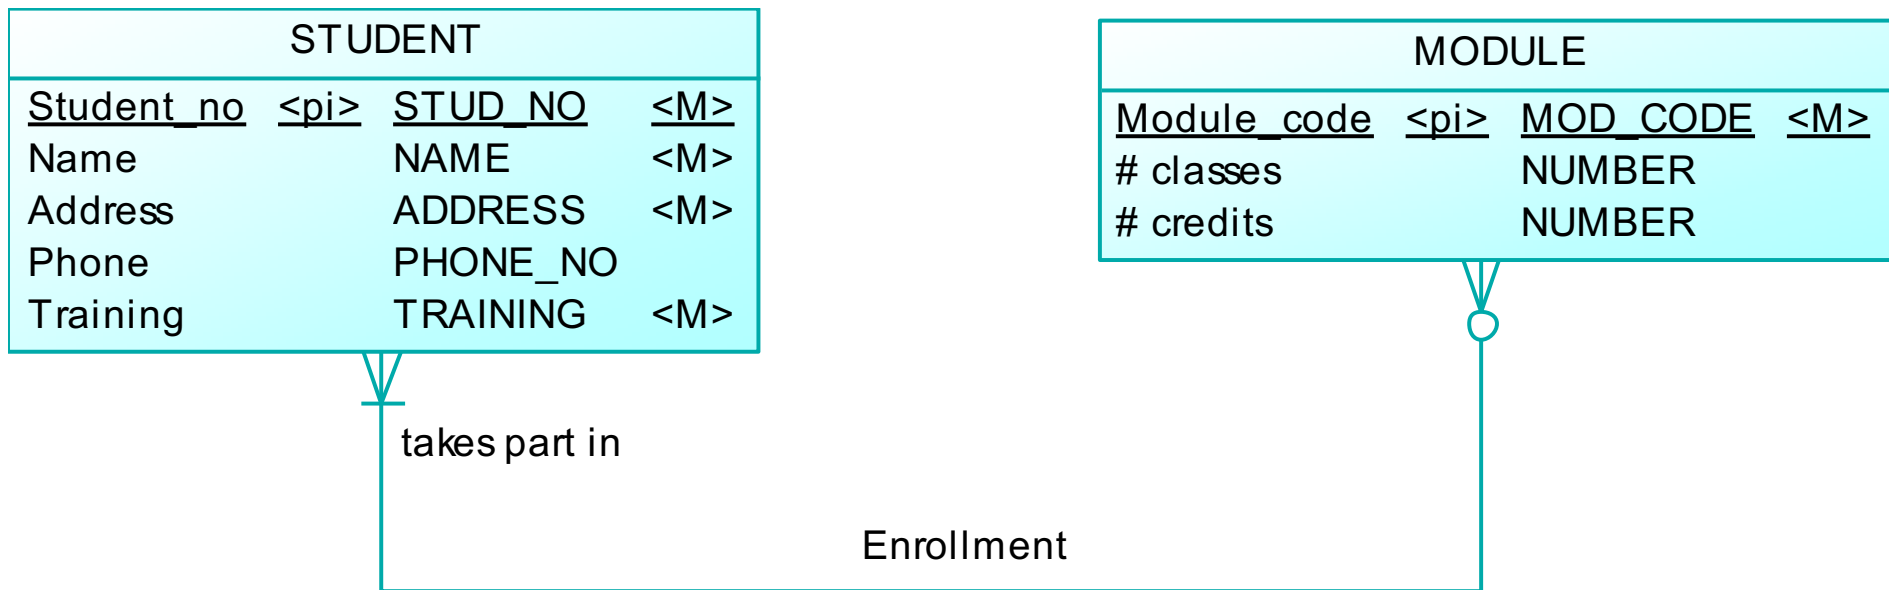 STUDENT
Student_no <pi> STUD_NO <M>
Name NAME <M>
Address ADDRESS <M>
Phone PHONE_NO
Training TRAINING <M>
MODULE
Module_code <pi> MOD_CODE <M>
# classes NUMBER
# credits NUMBER
takes part in
Enrollment